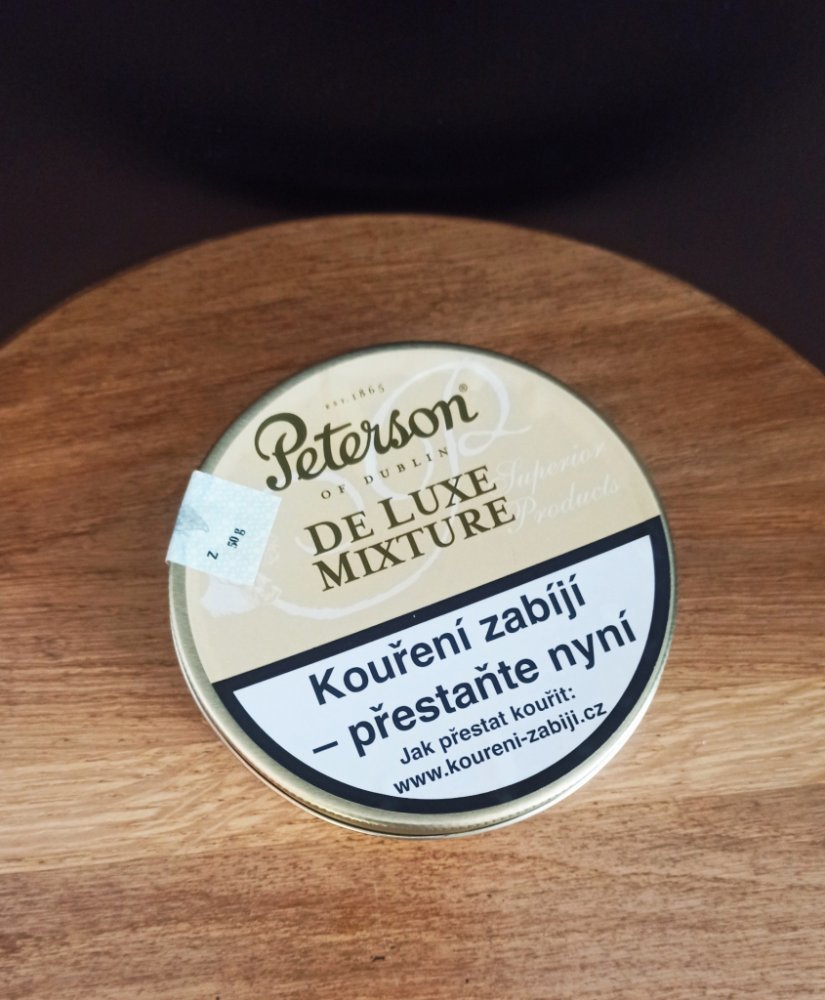 EST. 1865
Peterson®
OF DUBLIN
DE LUXE
MIXTURE
Superior
Products
Z 50 g
Kouření zabíjí
– přestaňte nyní
Jak přestat kouřit:
www.koureni-zabiji.cz